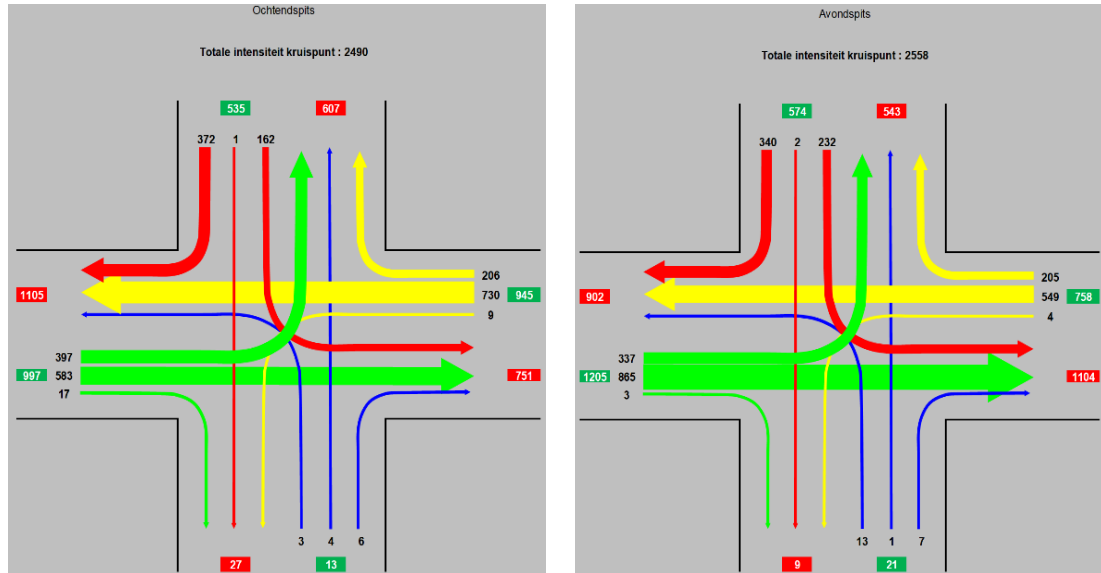 Ochtendspits
Totale intensiteit kruispunt : 2490
535 607
372 1 162
206
1105 730 945
9
397
997 583 751
17
3 4 6
27 13
Avondspits
Totale intensiteit kruispunt : 2558
574 543
340 2 232
205
902 549 758
4
337
1205 865 1104
3
13 1 7
9 21